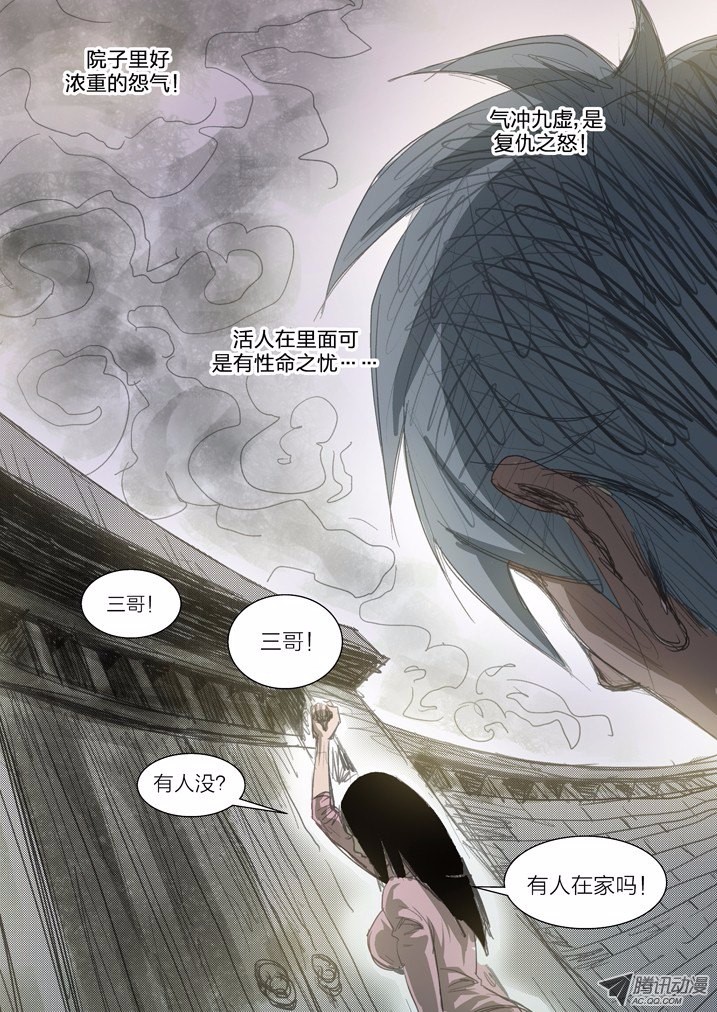 院子里好
浓重的怨气!
气冲九虚,是
复仇之怒!
活人在里面可
是有性命之忧……
三哥!
三哥!
有人没?
有人在家吗!
腾讯动漫
AC.QQ.COM